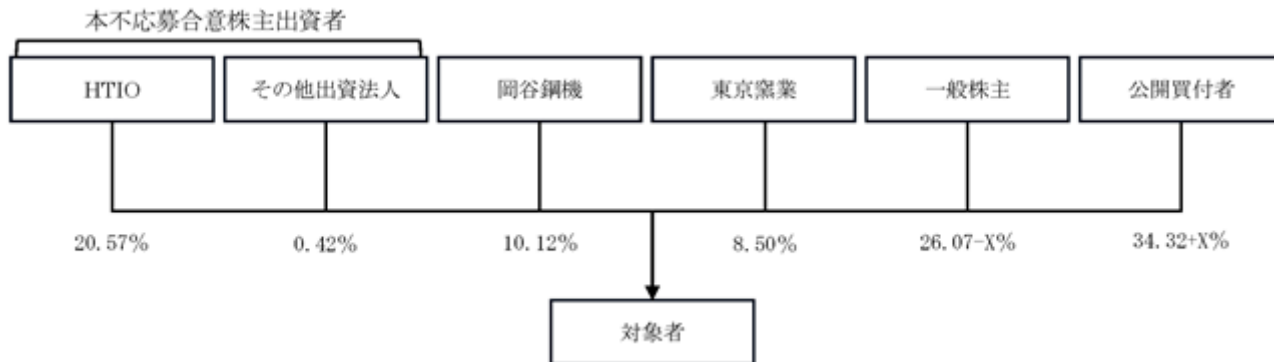 本不応募合意株主出資者
HTIO
その他出資法人
岡谷鋼機
東京窯業
一般株主
公開買付者
20.57%
0.42%
10.12%
8.50%
26.07-X%
34.32+X%
対象者